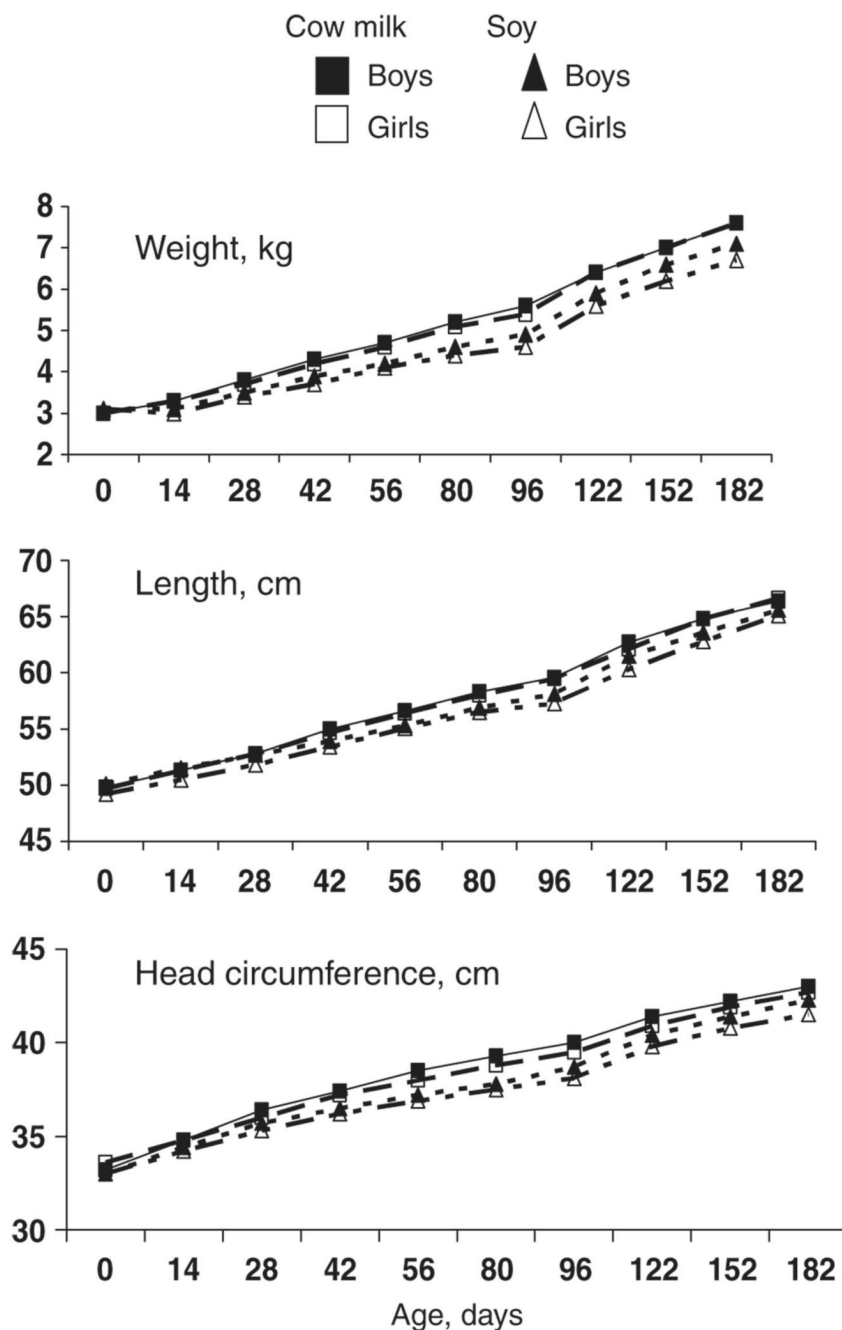 Cow milk Soy
Boys Boys
Girls Girls
8
7
6
5
4
3
2
Weight, kg
0 14 28 42 56 80 96 122 152 182
70
65
60
55
50
45
Length, cm
0 14 28 42 56 80 96 122 152 182
45
40
35
30
Head circumference, cm
0 14 28 42 56 80 96 122 152 182
Age, days